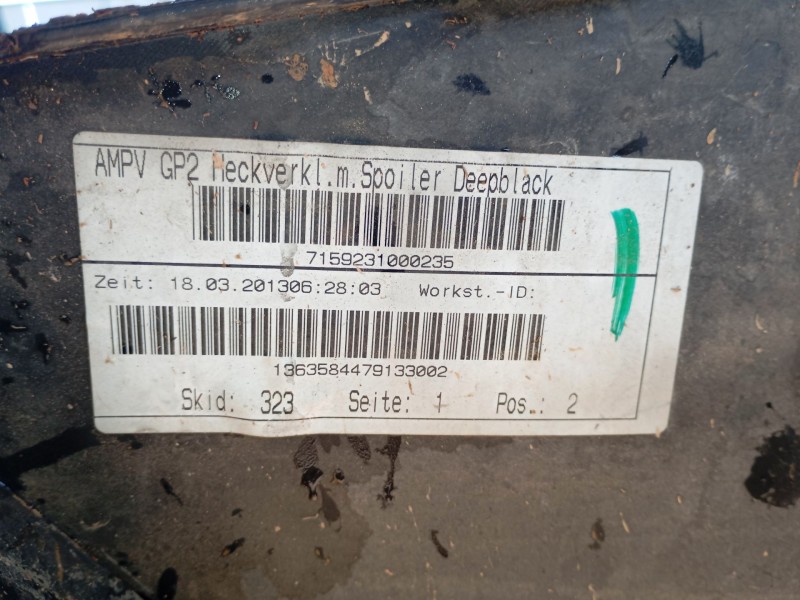 AMPV GP2 Heckverkl.m.Spoiler Deepblack
7159231000235
Zeit: 18.03.201306:28:03 Workst.-ID:
1363584479133002
Skid: 323 Seite: 1 Pos.: 2